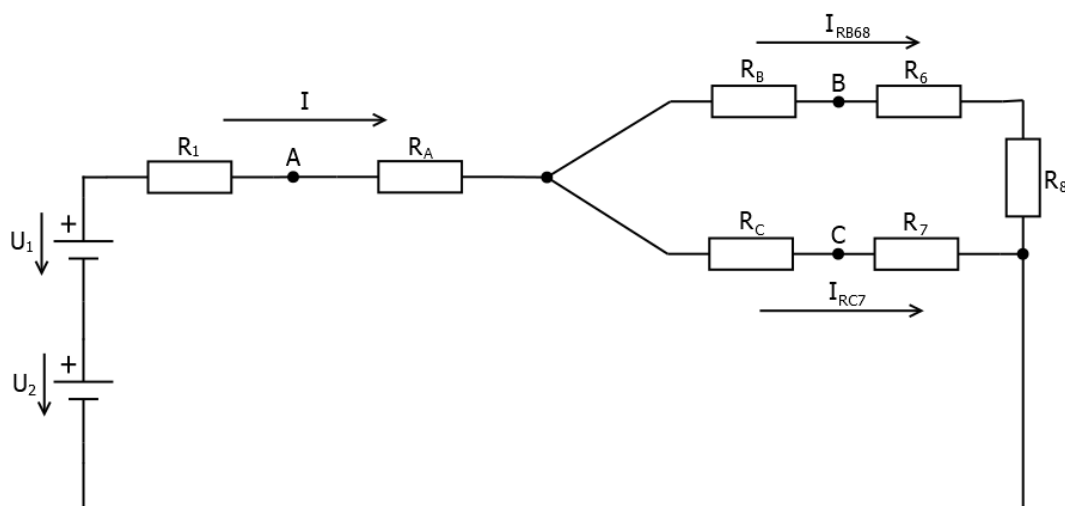 I_RB68
R_B
B
R_6
I
R_1
A
R_A
R_8
+
U_1
R_C
C
R_7
I_RC7
+
U_2